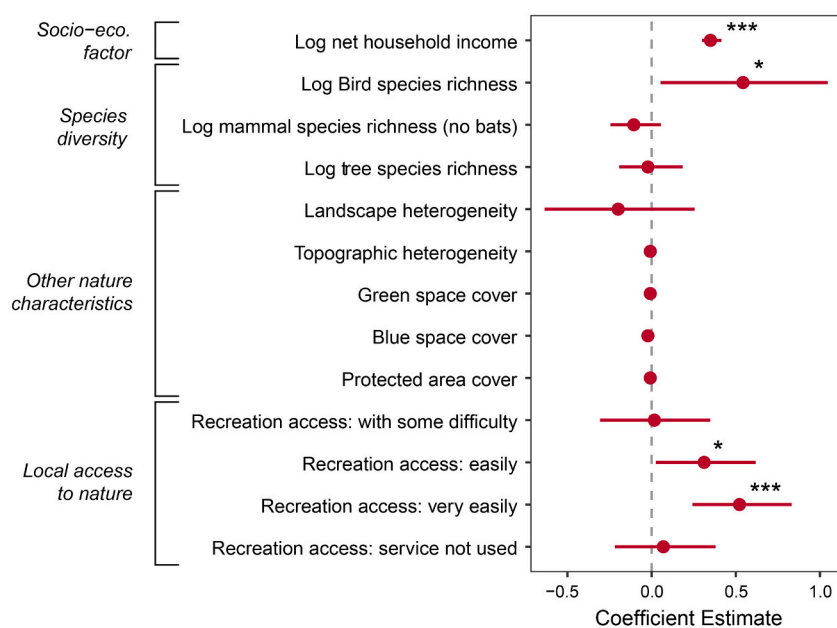 Socio−eco.
factor
Log net household income
***
Log Bird species richness
*
Species
diversity
Log mammal species richness (no bats)
Log tree species richness
Landscape heterogeneity
Topographic heterogeneity
Other nature
characteristics
Green space cover
Blue space cover
Protected area cover
Recreation access: with some difficulty
Local access
to nature
Recreation access: easily
*
Recreation access: very easily
***
Recreation access: service not used
−0.5 0.0 0.5 1.0
Coefficient Estimate